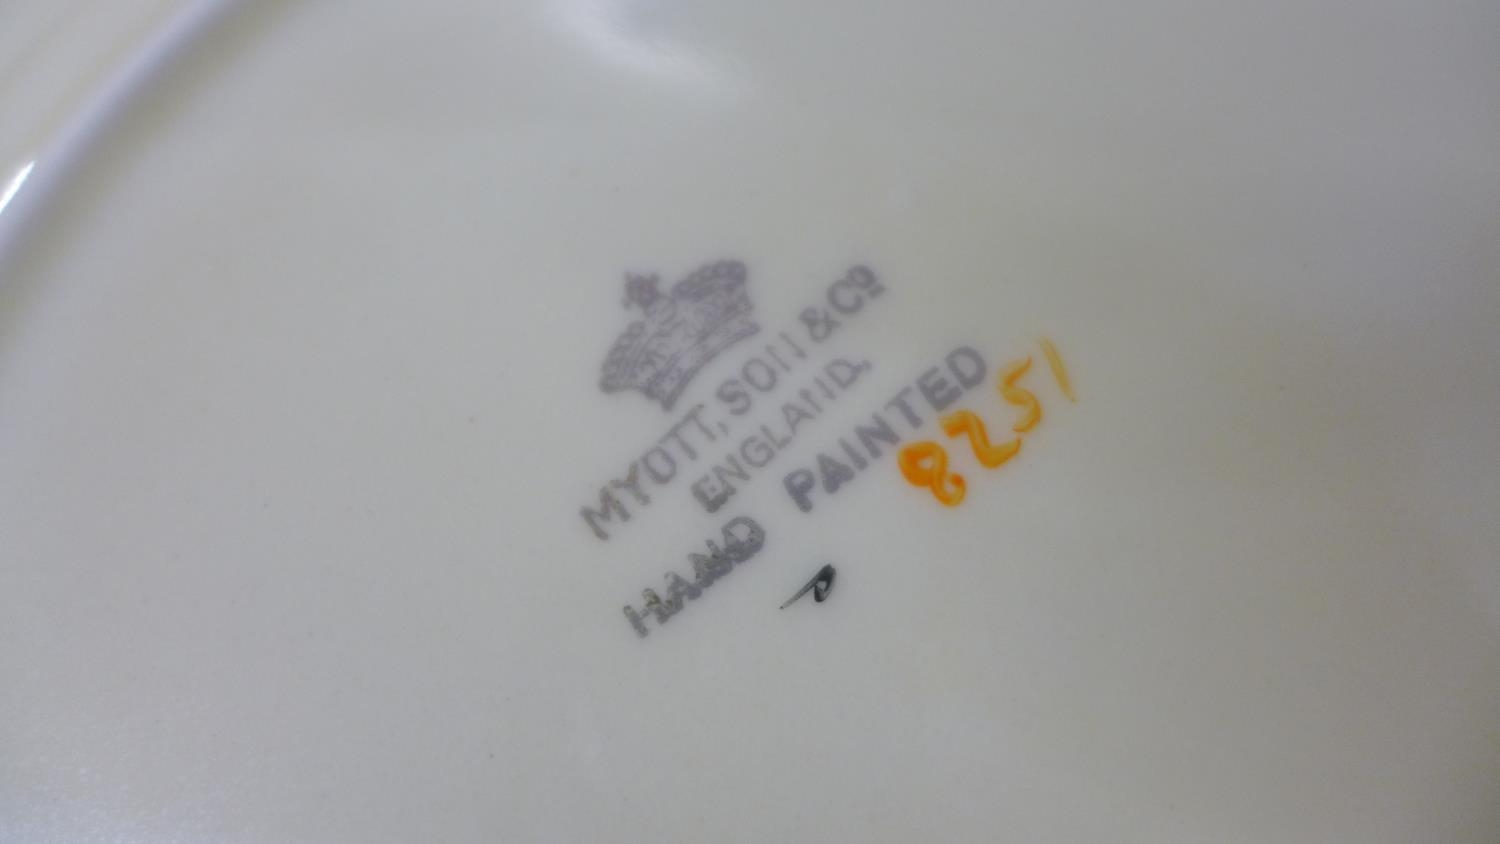 MYOTT, SON & Cº
ENGLAND.
HAND PAINTED
8251